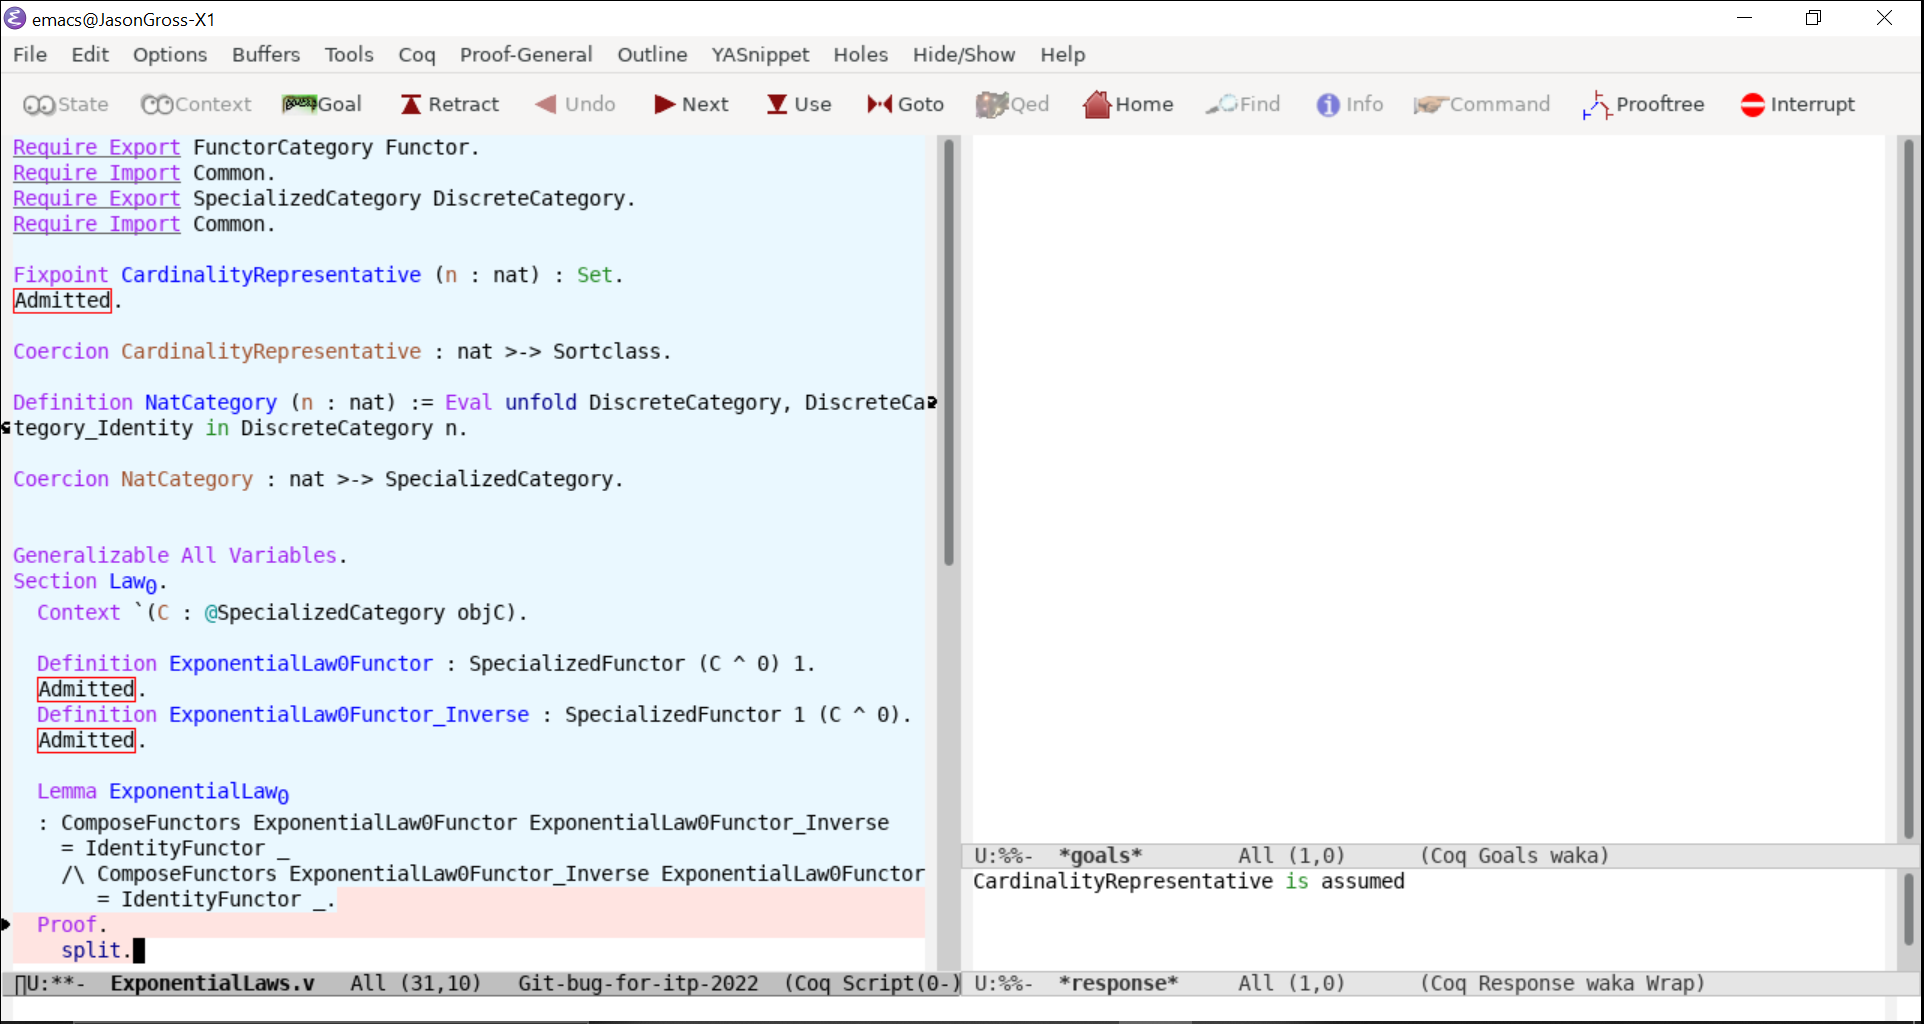 emacs@JasonGross-X1
File Edit Options Buffers Tools Coq Proof-General Outline YASnippet Holes Hide/Show Help
State Context Goal Retract Undo Next Use Goto Qed Home Find Info Command Prooftree Interrupt
Require Export FunctorCategory Functor.
Require Import Common.
Require Export SpecializedCategory DiscreteCategory.
Require Import Common.
Fixpoint CardinalityRepresentative (n : nat) : Set.
Admitted.
Coercion CardinalityRepresentative : nat >-> Sortclass.
Definition NatCategory (n : nat) := Eval unfold DiscreteCategory, DiscreteCa
tegory_Identity in DiscreteCategory n.
Coercion NatCategory : nat >-> SpecializedCategory.
Generalizable All Variables.
Section Law₀.
Context `(C : @SpecializedCategory objC).
Definition ExponentialLaw0Functor : SpecializedFunctor (C ^ 0) 1.
Admitted.
Definition ExponentialLaw0Functor_Inverse : SpecializedFunctor 1 (C ^ 0).
Admitted.
Lemma ExponentialLaw₀
: ComposeFunctors ExponentialLaw0Functor ExponentialLaw0Functor_Inverse
= IdentityFunctor _
/\ ComposeFunctors ExponentialLaw0Functor_Inverse ExponentialLaw0Functor
= IdentityFunctor _.
Proof.
split.
U:**- ExponentialLaws.v All (31,10) Git-bug-for-itp-2022 (Coq Script(0-)
U:%%- *goals* All (1,0) (Coq Goals waka)
CardinalityRepresentative is assumed
U:%%- *response* All (1,0) (Coq Response waka Wrap)